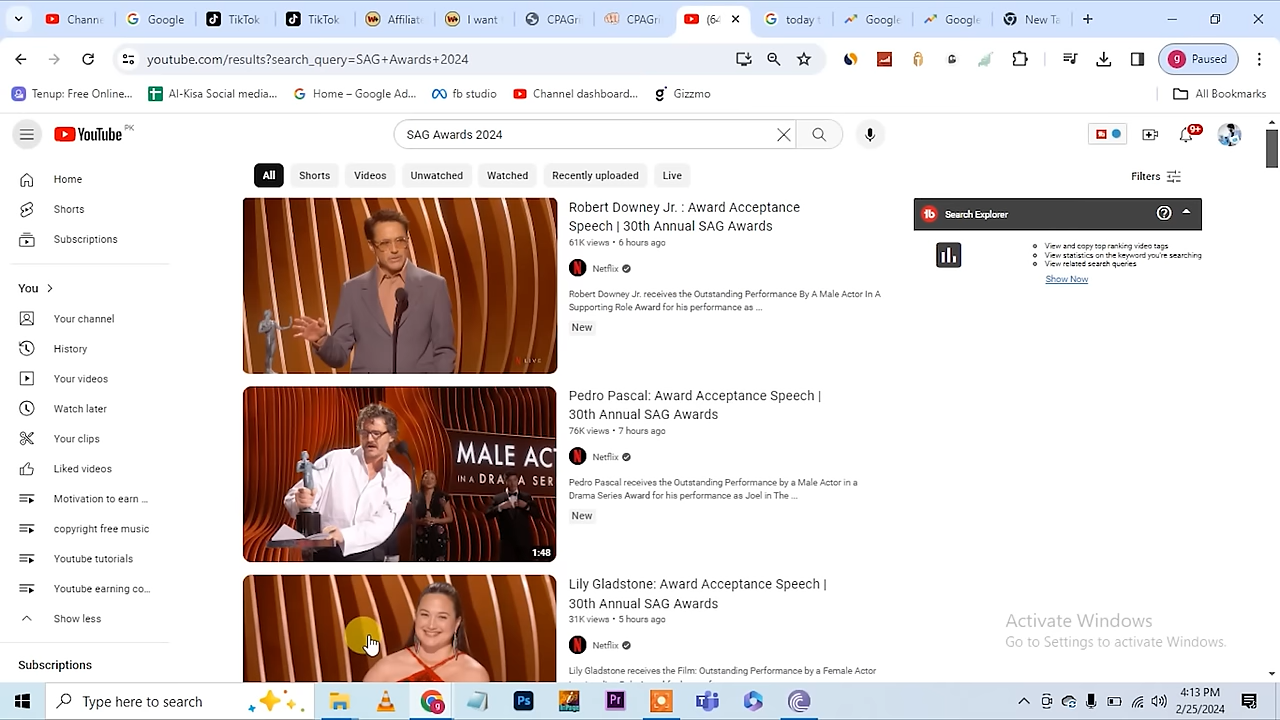 Chann
Google
TikTok
TikTok
Affiliat
I want
CPAGri
CPAGri
(64
today t
Google
Google
New Ta
youtube.com/results?search_query=SAG+Awards+2024
g
Paused
Tenup: Free Online...
Al-Kisa Social media...
Home – Google Ad...
fb studio
Channel dashboard...
Gizzmo
All Bookmarks
YouTube PK
SAG Awards 2024
9+
Home
Shorts
Subscriptions
You
Your channel
History
Your videos
Watch later
Your clips
Liked videos
Motivation to earn ...
copyright free music
Youtube tutorials
Youtube earning co...
Show less
Subscriptions
All
Shorts
Videos
Unwatched
Watched
Recently uploaded
Live
Filters
N LIVE
Robert Downey Jr. : Award Acceptance
Speech | 30th Annual SAG Awards
61K views • 6 hours ago
Netflix
Robert Downey Jr. receives the Outstanding Performance By A Male Actor In A
Supporting Role Award for his performance as ...
New
MALE ACT
IN A DRAMA SER
1:48
Pedro Pascal: Award Acceptance Speech |
30th Annual SAG Awards
76K views • 7 hours ago
Netflix
Pedro Pascal receives the Outstanding Performance by a Male Actor in a
Drama Series Award for his performance as Joel in The ...
New
Lily Gladstone: Award Acceptance Speech |
30th Annual SAG Awards
31K views • 5 hours ago
Netflix
Lily Gladstone receives the Film: Outstanding Performance by a Female Actor
tb
Search Explorer
View and copy top ranking video tags
View statistics on the keyword you're searching
View related search queries
Show Now
Activate Windows
Go to Settings to activate Windows.
Type here to search
Ps
Pr
4:13 PM
2/25/2024